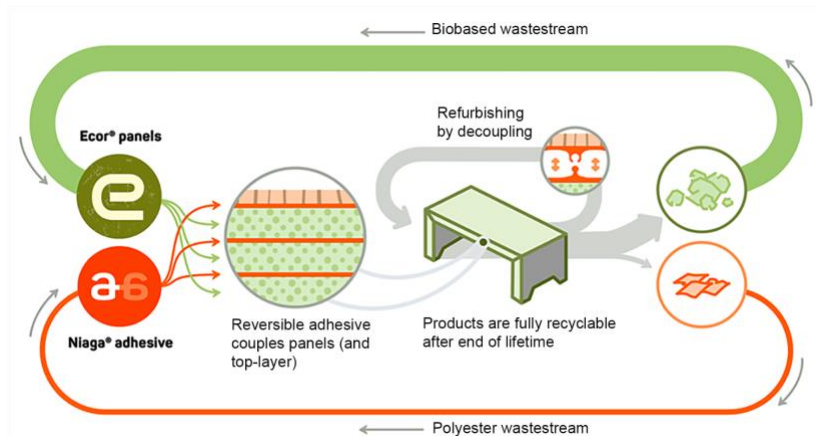 Biobased wastestream
Refurbishing
by decoupling
Ecor® panels
Niaga® adhesive
Reversible adhesive
couples panels (and
top-layer)
Products are fully recyclable
after end of lifetime
Polyester wastestream